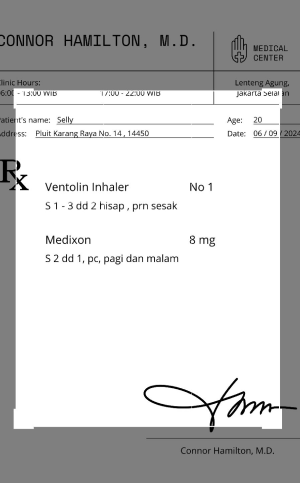 CONNOR HAMILTON, M.D.
MEDICAL
CENTER
Clinic Hours:
Lenteng Agung,
06:00 - 13:00 WIB 17:00 - 22:00 WIB
Jakarta Selatan
Patient's name: Selly Age: 20
Address: Pluit Karang Raya No. 14 , 14450 Date: 06 / 09 / 2024
Rx
Ventolin Inhaler No 1
S 1 - 3 dd 2 hisap , prn sesak
Medixon 8 mg
S 2 dd 1, pc, pagi dan malam
Connor Hamilton, M.D.